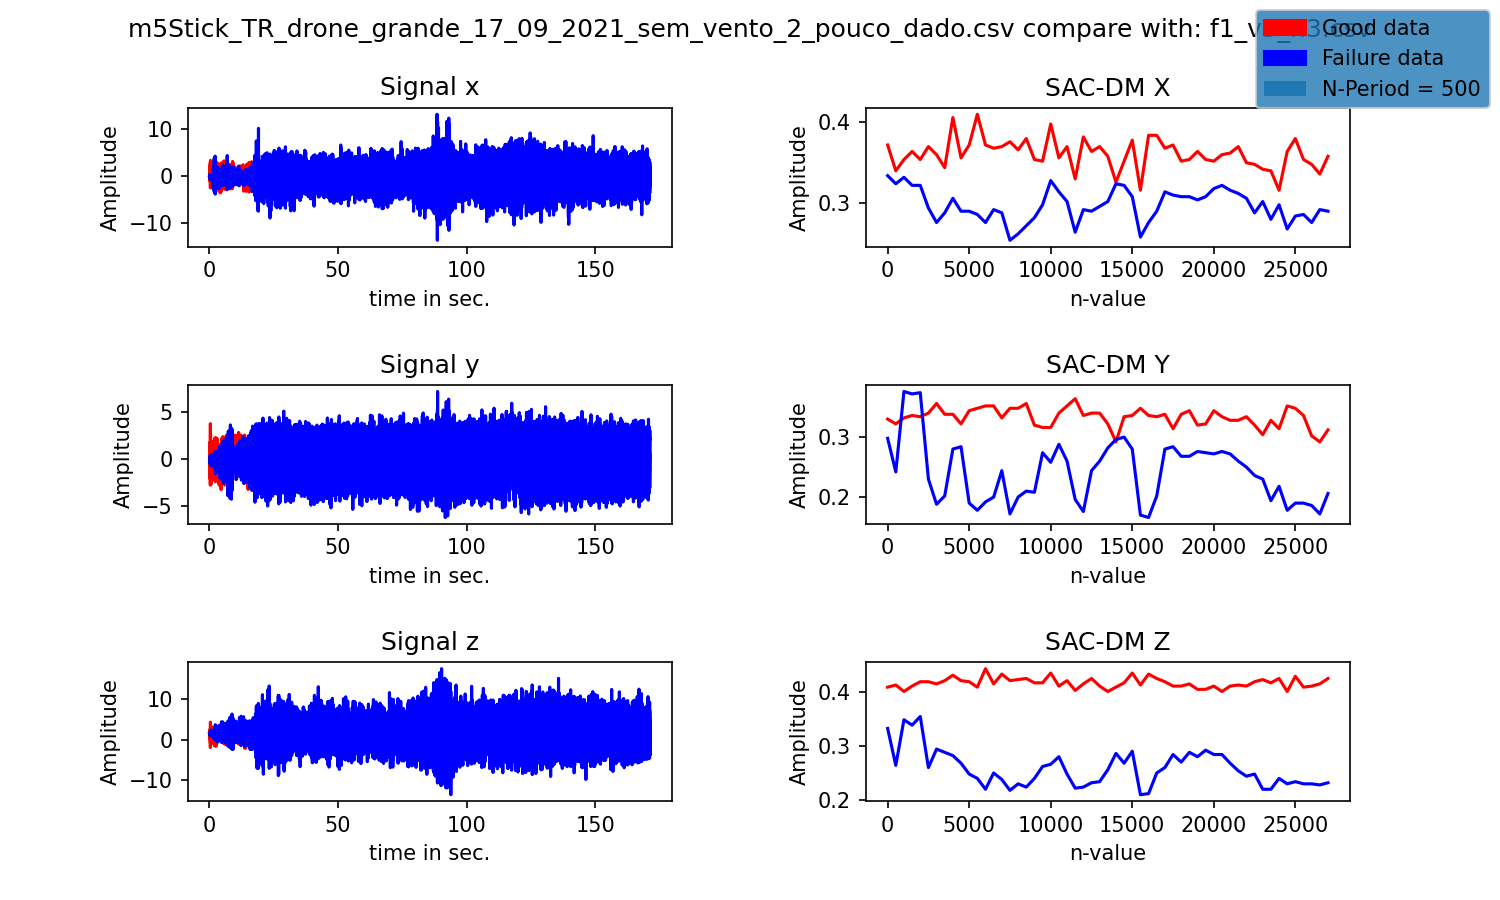 m5Stick_TR_drone_grande_17_09_2021_sem_vento_2_pouco_dado.csv compare with: 
Good data
Failure data
N-Period = 500
Signal x
Amplitude
10
0
−10
0 50 100 150
time in sec.
SAC-DM X
Amplitude
0.4
0.3
0 5000 10000 15000 20000 25000
n-value
Signal y
Amplitude
5
0
−5
0 50 100 150
time in sec.
SAC-DM Y
Amplitude
0.3
0.2
0 5000 10000 15000 20000 25000
n-value
Signal z
Amplitude
10
0
−10
0 50 100 150
time in sec.
SAC-DM Z
Amplitude
0.4
0.3
0.2
0 5000 10000 15000 20000 25000
n-value